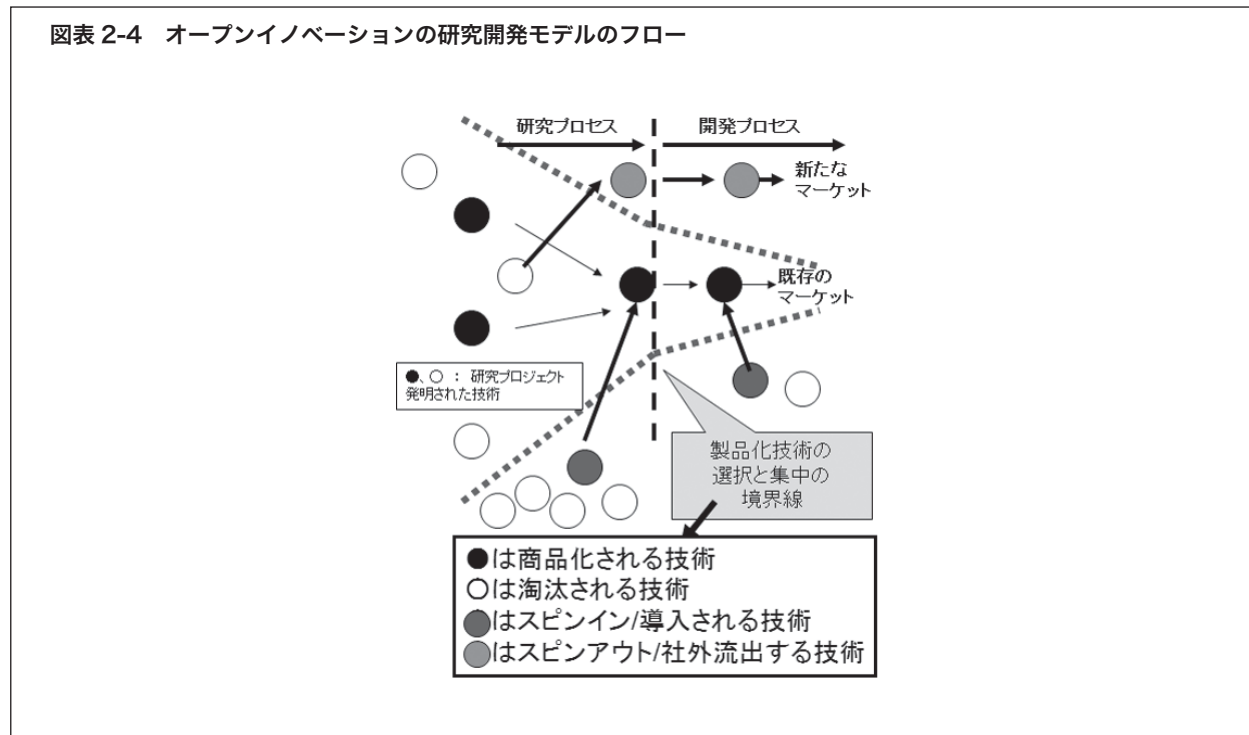 図表 2-4　オープンイノベーションの研究開発モデルのフロー
研究プロセス
開発プロセス
新たな
マーケット
既存の
マーケット
●、○ ： 研究プロジェクト
発明された技術
製品化技術の
選択と集中の
境界線
●は商品化される技術
○は淘汰される技術
●はスピンイン/導入される技術
●はスピンアウト/社外流出する技術